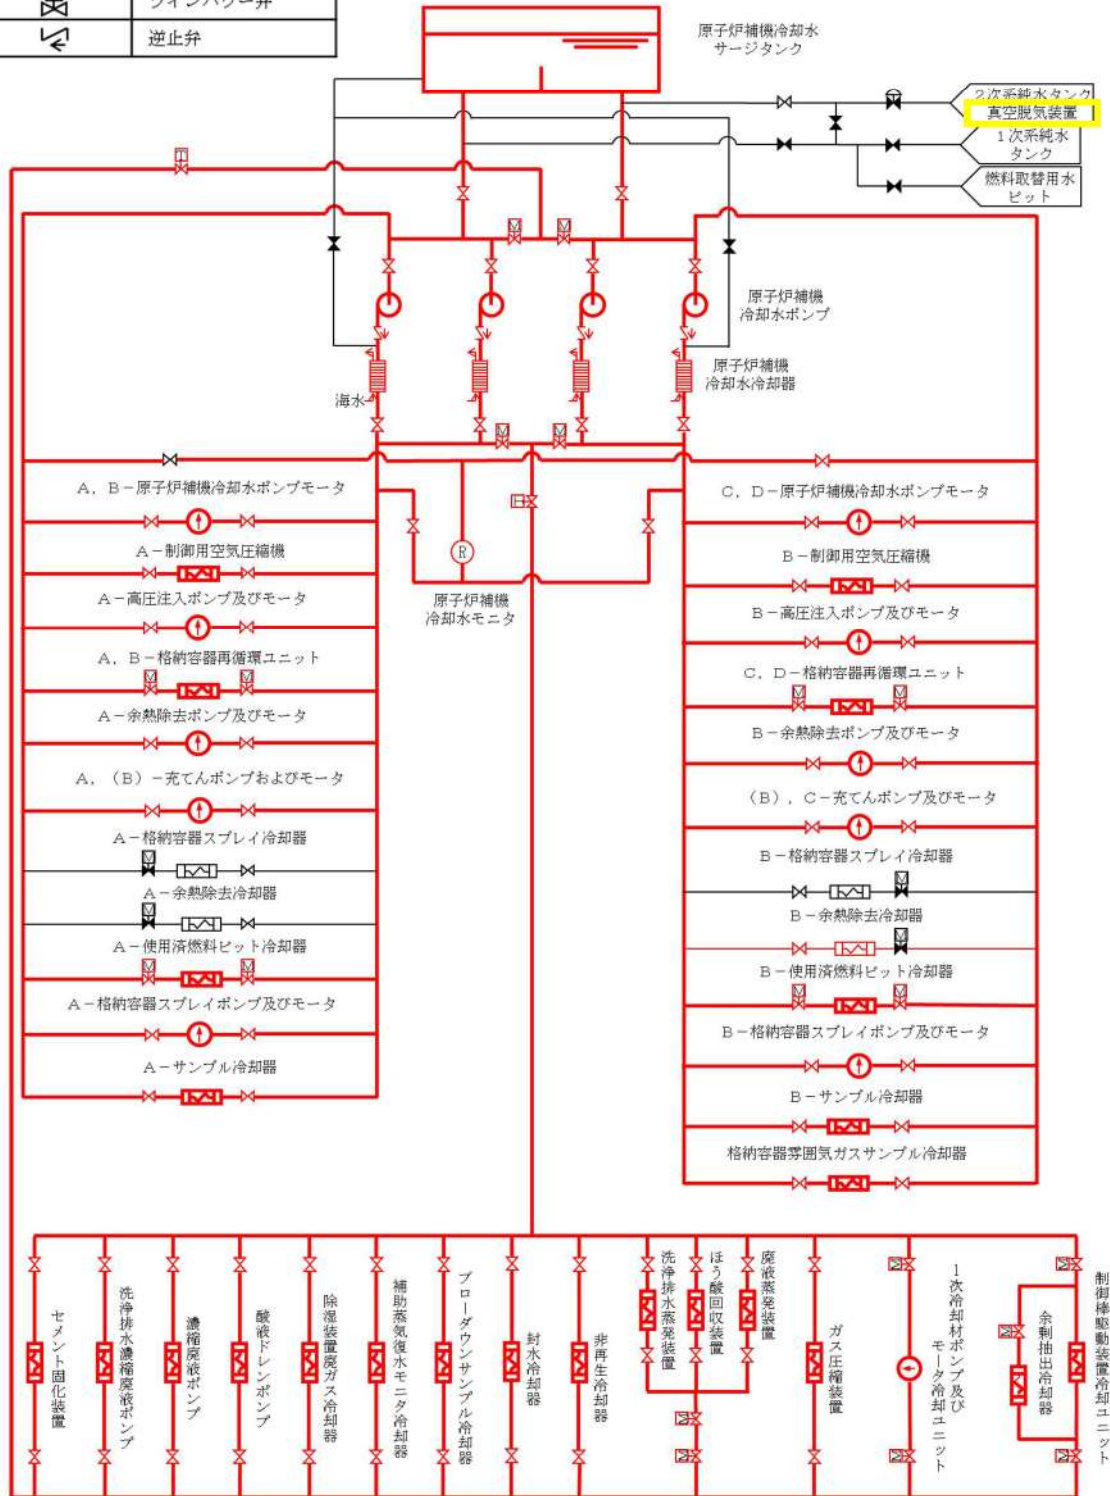 ツインパワー弁
逆止弁
原子炉補機冷却水
サージタンク
2次系純水タンク
真空脱気装置
1次系純水
タンク
燃料取替用水
ピット
原子炉補機
冷却水ポンプ
原子炉補機
冷却水冷却器
海水
A，B－原子炉補機冷却水ポンプモータ
A－制御用空気圧縮機
A－高圧注入ポンプ及びモータ
A，B－格納容器再循環ユニット
A－余熱除去ポンプ及びモータ
A，（B）－充てんポンプおよびモータ
A－格納容器スプレイ冷却器
A－余熱除去冷却器
A－使用済燃料ピット冷却器
A－格納容器スプレイポンプ及びモータ
A－サンプル冷却器
R
原子炉補機
冷却水モニタ
C，D－原子炉補機冷却水ポンプモータ
B－制御用空気圧縮機
B－高圧注入ポンプ及びモータ
C，D－格納容器再循環ユニット
B－余熱除去ポンプ及びモータ
（B），C－充てんポンプ及びモータ
B－格納容器スプレイ冷却器
B－余熱除去冷却器
B－使用済燃料ピット冷却器
B－格納容器スプレイポンプ及びモータ
B－サンプル冷却器
格納容器雰囲気ガスサンプル冷却器
セメント固化装置
洗浄排水濃縮廃液ポンプ
濃縮廃液ポンプ
酸液ドレンポンプ
除湿装置廃ガス冷却器
補助蒸気復水モニタ冷却器
ブローダウンサンプル冷却器
封水冷却器
非再生冷却器
洗浄排水蒸発装置
ほう酸回収装置
廃液蒸発装置
ガス圧縮装置
1次冷却材ポンプ及び
モータ冷却ユニット
余剰抽出冷却器
制御棒駆動装置冷却ユニット